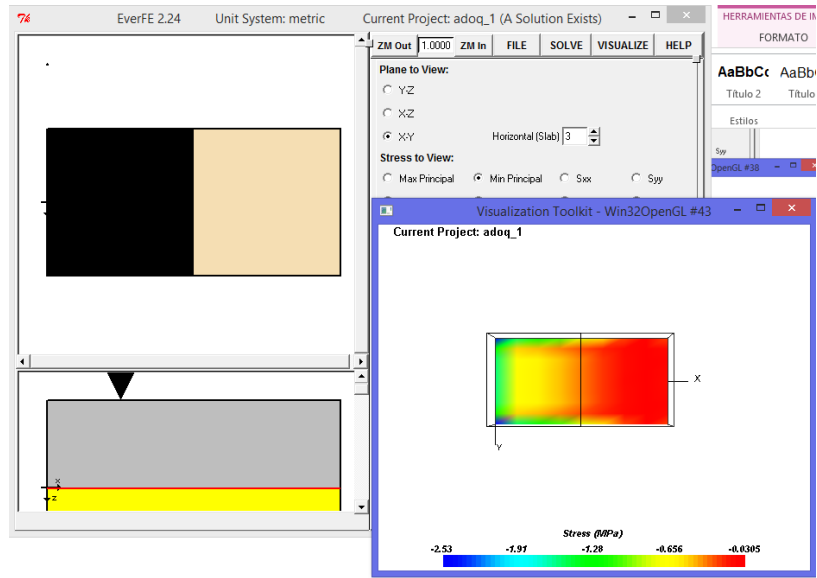 EverFE 2.24 Unit System: metric Current Project: adoq_1 (A Solution Exists)
HERRAMIENTAS DE IM
FORMATO
ZM Out 1.0000 ZM In FILE SOLVE VISUALIZE HELP
Plane to View:
Y-Z
X-Z
X-Y Horizontal (Slab) 3
Stress to View:
Max Principal Min Principal Sxx Syy
AaBbCc AaBb
Título 2 Título
Estilos
Syy
OpenGL #38
Visualization Toolkit - Win32OpenGL #43
Current Project: adoq_1
X
Y
x
z
Stress (MPa)
-2.53 -1.91 -1.28 -0.656 -0.0305